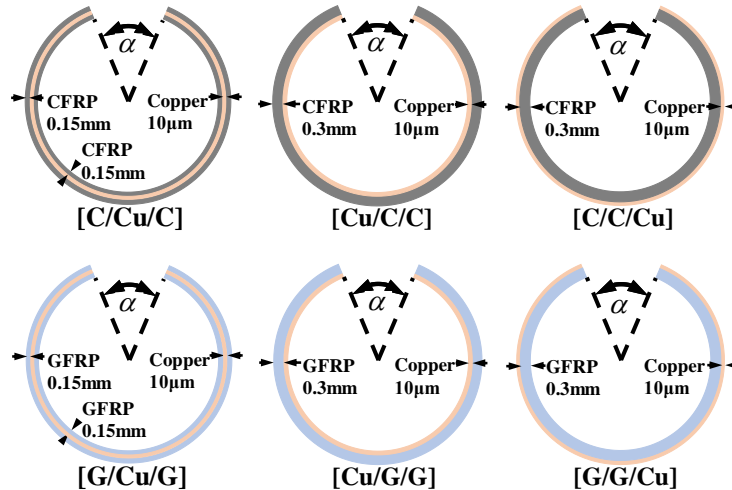 α
CFRP
0.15mm
Copper
10μm
CFRP
0.15mm
[C/Cu/C]
α
CFRP
0.3mm
Copper
10μm
[Cu/C/C]
α
CFRP
0.3mm
Copper
10μm
[C/C/Cu]
α
GFRP
0.15mm
Copper
10μm
GFRP
0.15mm
[G/Cu/G]
α
GFRP
0.3mm
Copper
10μm
[Cu/G/G]
α
GFRP
0.3mm
Copper
10μm
[G/G/Cu]